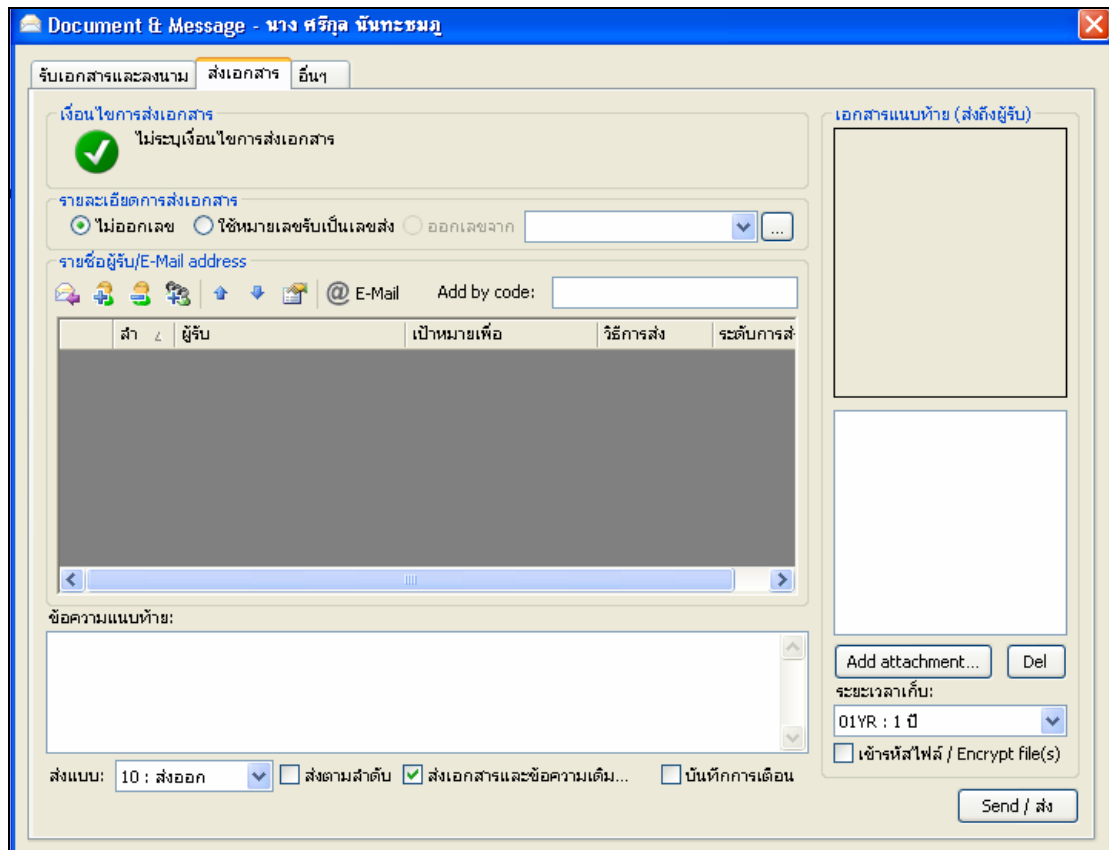 Document & Message - นาง ศรีกุล นันทะชมภู
รับเอกสารและลงนาม ส่งเอกสาร อื่นๆ
เงื่อนไขการส่งเอกสาร
ไม่ระบุเงื่อนไขการส่งเอกสาร
รายละเอียดการส่งเอกสาร
ไม่ออกเลข ใช้หมายเลขรับเป็นเลขส่ง ออกเลขจาก ...
รายชื่อผู้รับ/E-Mail address
@ E-Mail Add by code:
ลำ ผู้รับ เป้าหมายเพื่อ วิธีการส่ง ระดับการส่
ข้อความแนบท้าย:
ส่งแบบ: 10 : ส่งออก ส่งตามลำดับ ส่งเอกสารและข้อความเดิม... บันทึกการเตือน
เอกสารแนบท้าย (ส่งถึงผู้รับ)
Add attachment... Del
ระยะเวลาเก็บ:
01YR : 1 ปี
เข้ารหัสไฟล์ / Encrypt file(s)
Send / ส่ง